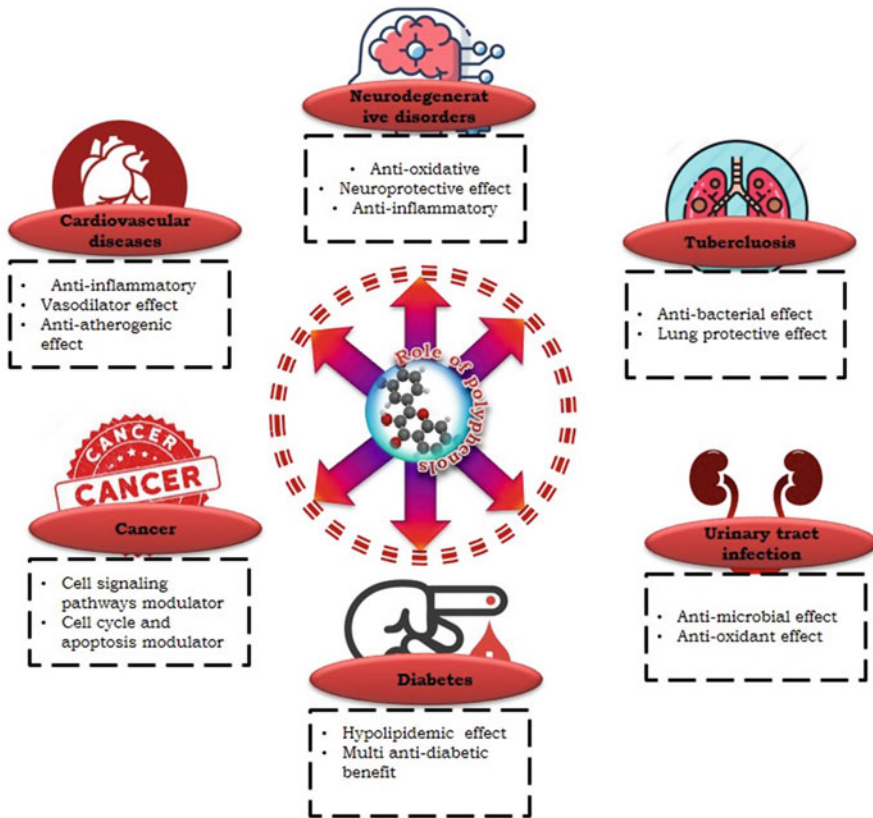 Neurodegenerat
ive disorders
• Anti-oxidative
• Neuroprotective effect
• Anti-inflammatory
Cardiovascular
diseases
• Anti-inflammatory
• Vasodilator effect
• Anti-atherogenic
effect
Tubercluosis
• Anti-bacterial effect
• Lung protective effect
Role of polyphenols
CANCER
CANCER
Cancer
• Cell signaling
pathways modulator
• Cell cycle and
apoptosis modulator
Urinary tract
infection
• Anti-microbial effect
• Anti-oxidant effect
Diabetes
• Hypolipidemic effect
• Multi anti-diabetic
benefit